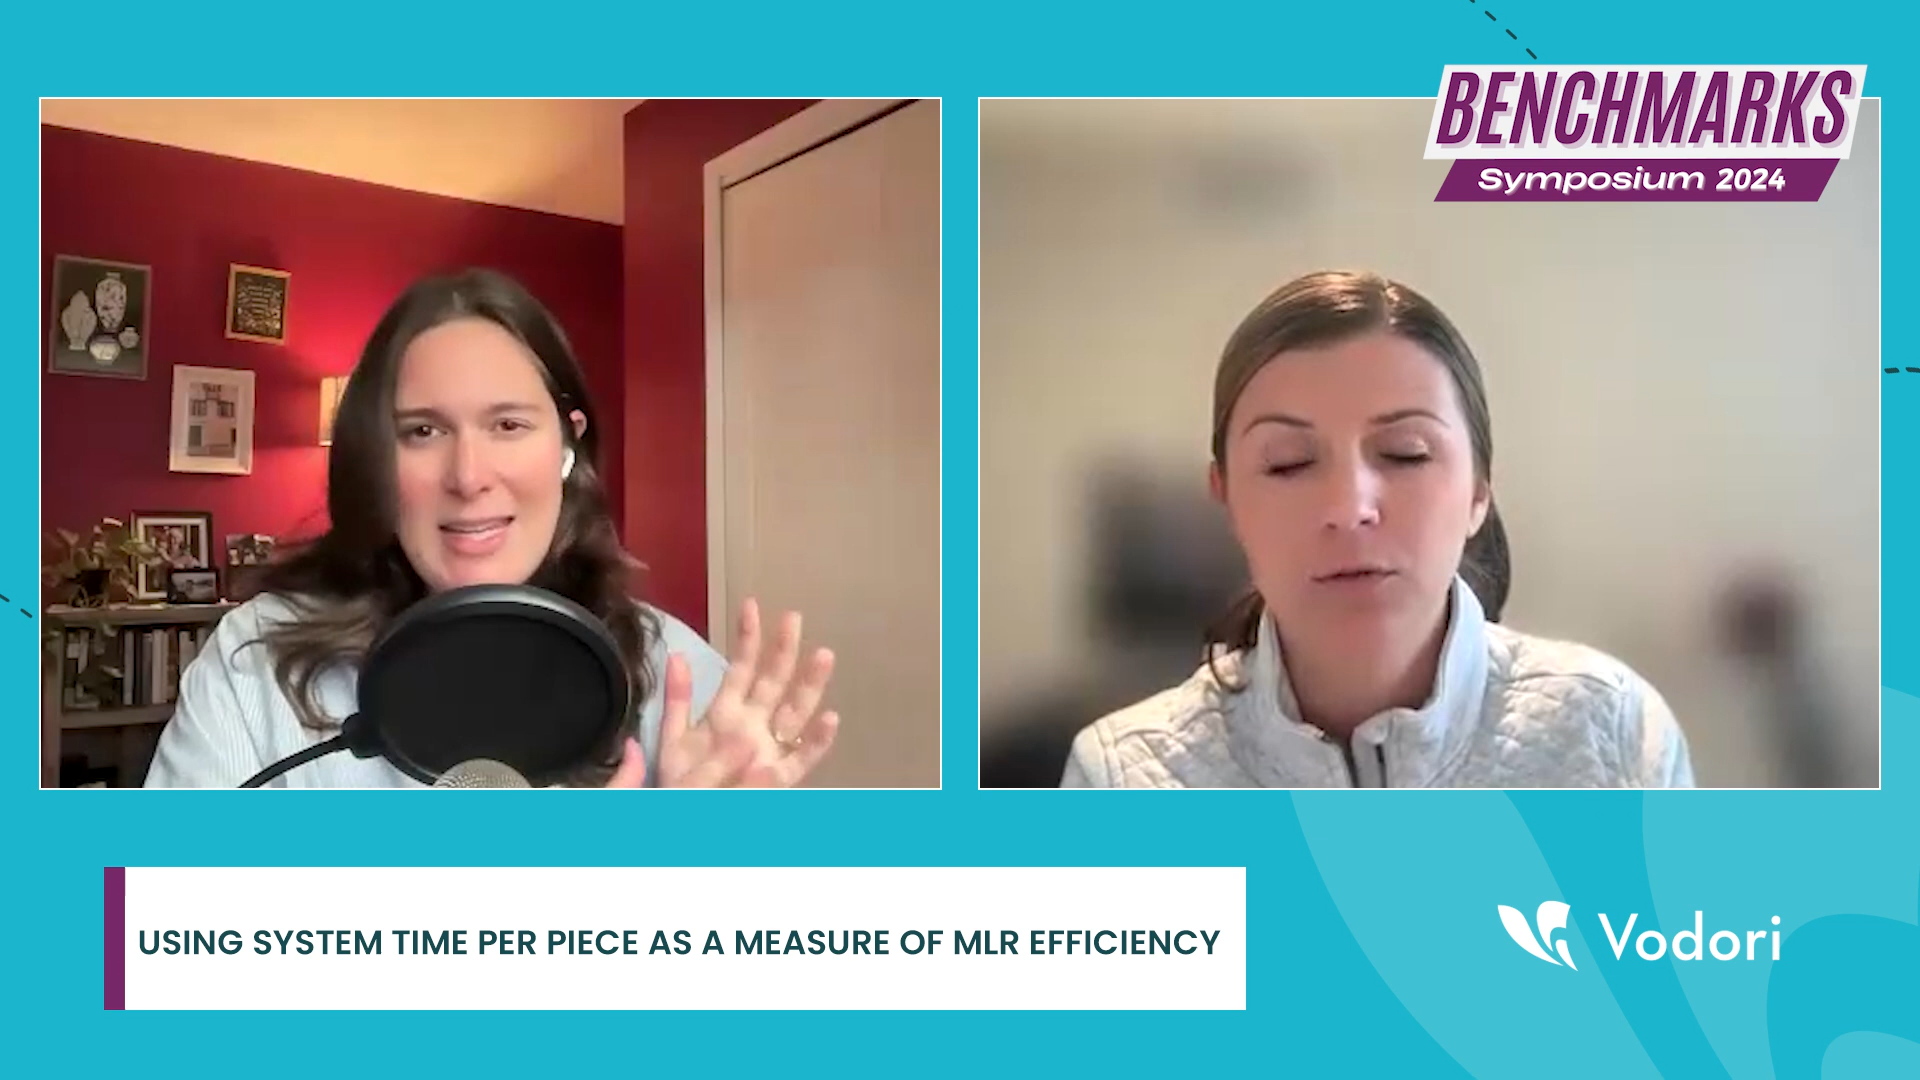 BENCHMARKS
Symposium 2024
USING SYSTEM TIME PER PIECE AS A MEASURE OF MLR EFFICIENCY
Vodori